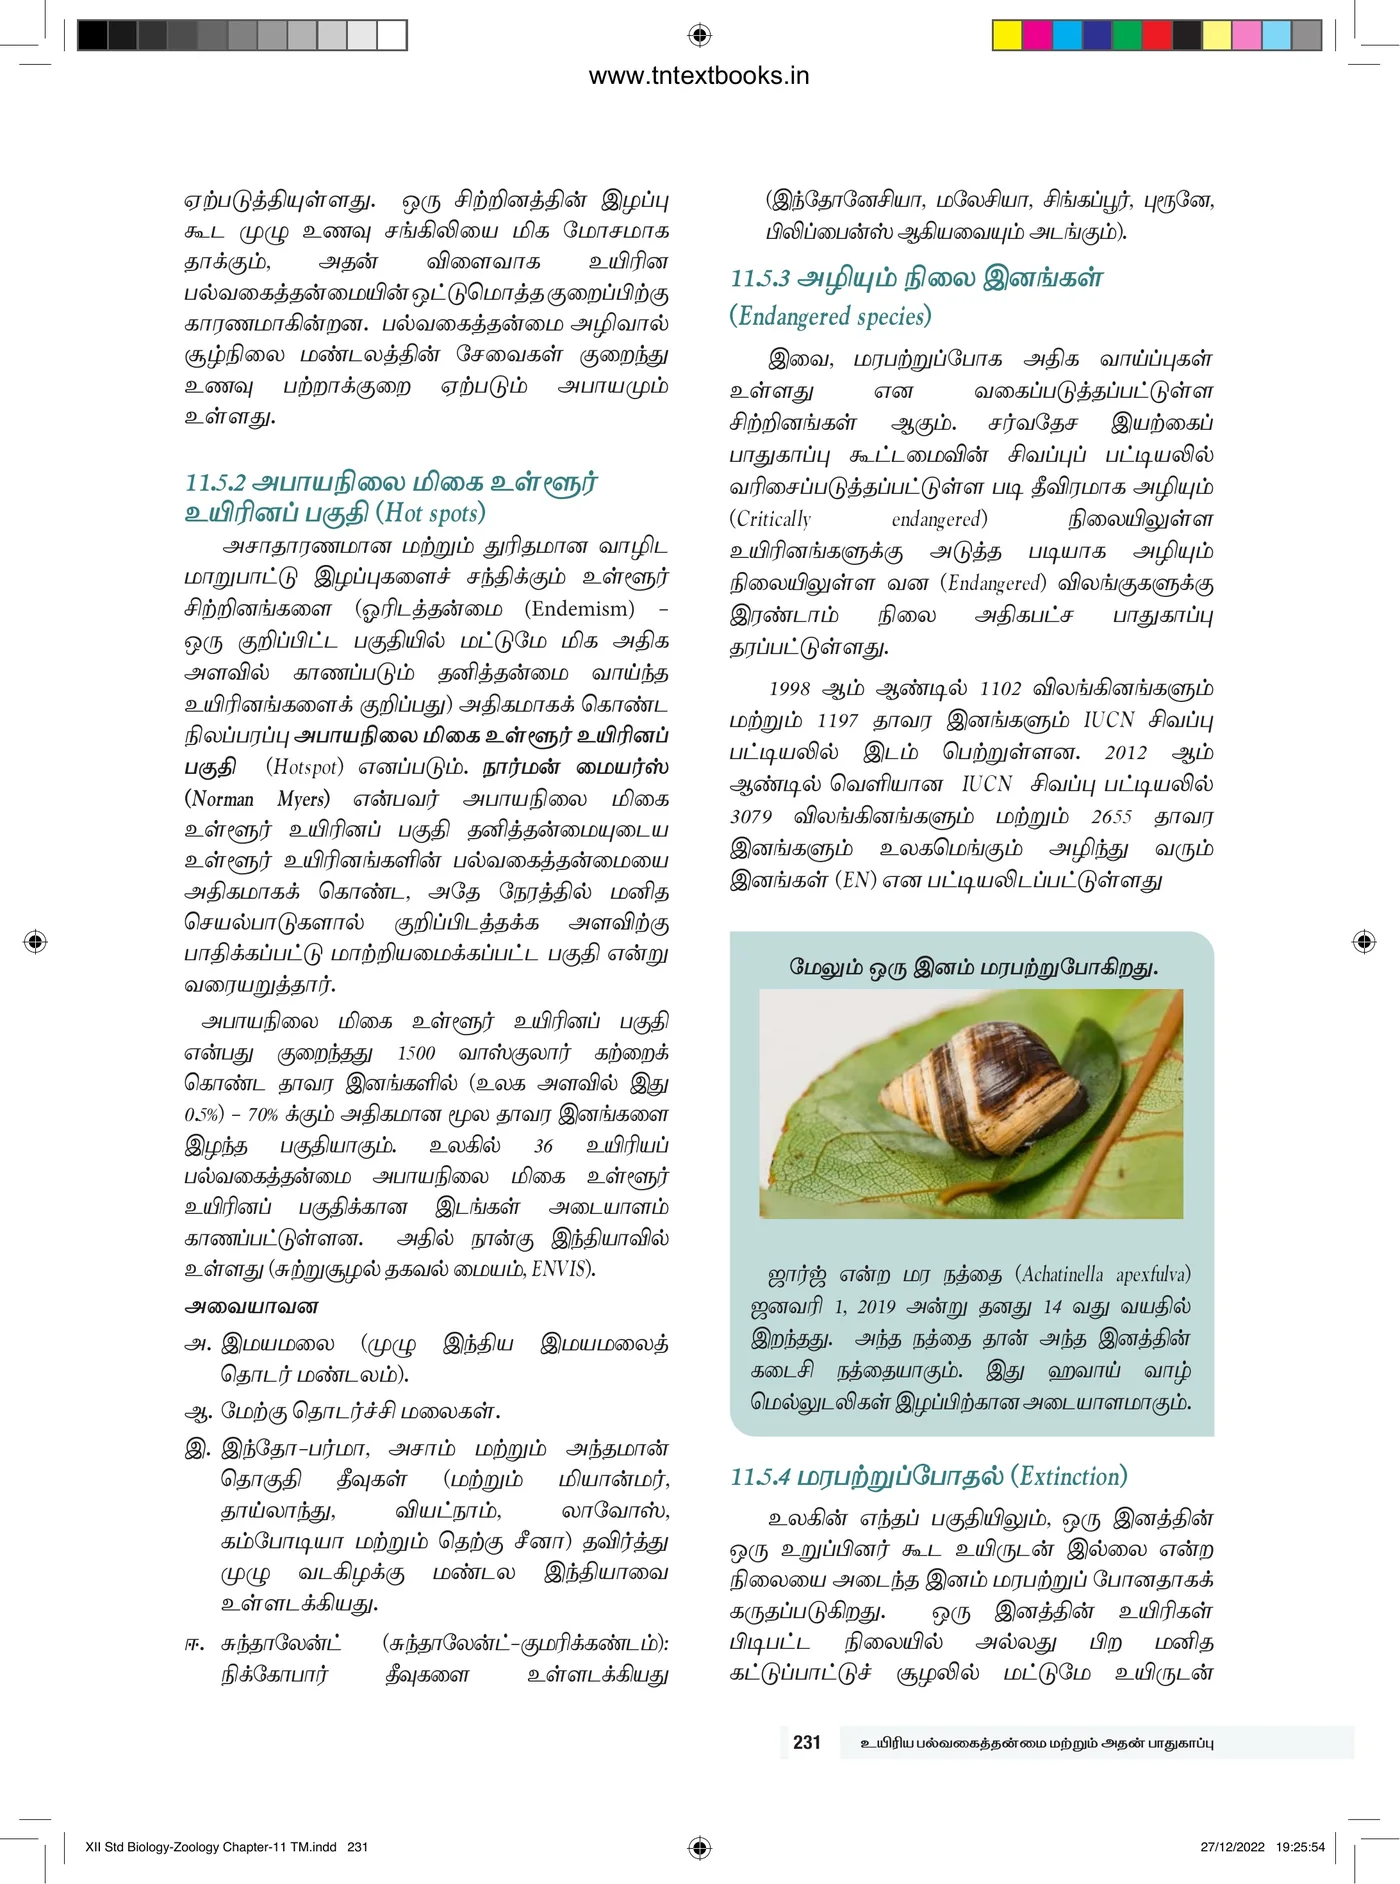 www.tntextbooks.in
ஏற்படுத்தியுள்ளது. ஒரு சிற்றினத்தின் இழப்பு
கூட முழு உணவு சங்கிலியை மிக மோசமாக
தாக்கும், அதன் விளைவாக உயிரின
பல்வகைத்தன்மையின் ஒட்டுமொத்த குறைப்பிற்கு
காரணமாகின்றன. பல்வகைத்தன்மை அழிவால்
சூழ்நிலை மண்டலத்தின் சேவைகள் குறைந்து
உணவு பற்றாக்குறை ஏற்படும் அபாயமும்
உள்ளது.
11.5.2 அபாயநிலை மிகை உள்ளூர்
உயிரினப் பகுதி (Hot spots)
அசாதாரணமான மற்றும் துரிதமான வாழிட
மாறுபாட்டு இழப்புகளைச் சந்திக்கும் உள்ளூர்
சிற்றினங்களை (ஓரிடத்தன்மை (Endemism) -
ஒரு குறிப்பிட்ட பகுதியில் மட்டுமே மிக அதிக
அளவில் காணப்படும் தனித்தன்மை வாய்ந்த
உயிரினங்களைக் குறிப்பது) அதிகமாகக் கொண்ட
நிலப்பரப்பு அபாயநிலை மிகை உள்ளூர் உயிரினப்
பகுதி (Hotspot) எனப்படும். நார்மன் மையர்ஸ்
(Norman Myers) என்பவர் அபாயநிலை மிகை
உள்ளூர் உயிரினப் பகுதி தனித்தன்மையுடைய
உள்ளூர் உயிரினங்களின் பல்வகைத்தன்மையை
அதிகமாகக் கொண்ட, அதே நேரத்தில் மனித
செயல்பாடுகளால் குறிப்பிடத்தக்க அளவிற்கு
பாதிக்கப்பட்டு மாற்றியமைக்கப்பட்ட பகுதி என்று
வரையறுத்தார்.
அபாயநிலை மிகை உள்ளூர் உயிரினப் பகுதி
என்பது குறைந்தது 1500 வாஸ்குலார் கற்றைக்
கொண்ட தாவர இனங்களில் (உலக அளவில் இது
0.5%) - 70% க்கும் அதிகமான மூல தாவர இனங்களை
இழந்த பகுதியாகும். உலகில் 36 உயிரியப்
பல்வகைத்தன்மை அபாயநிலை மிகை உள்ளூர்
உயிரினப் பகுதிக்கான இடங்கள் அடையாளம்
காணப்பட்டுள்ளன. அதில் நான்கு இந்தியாவில்
உள்ளது (சுற்றுசூழல் தகவல் மையம், ENVIS).
அவையாவன
அ. இமயமலை (முழு இந்திய இமயமலைத்
தொடர் மண்டலம்).
ஆ. மேற்கு தொடர்ச்சி மலைகள்.
இ. இந்தோ-பர்மா, அசாம் மற்றும் அந்தமான்
தொகுதி தீவுகள் (மற்றும் மியான்மர்,
தாய்லாந்து, வியட்நாம், லாவோஸ்,
கம்போடியா மற்றும் தெற்கு சீனா) தவிர்த்து
முழு வடகிழக்கு மண்டல இந்தியாவை
உள்ளடக்கியது.
ஈ. சுந்தாலேன்ட் (சுந்தாலேன்ட்-குமரிக்கண்டம்):
நிக்கோபார் தீவுகளை உள்ளடக்கியது
(இந்தோனேசியா, மலேசியா, சிங்கப்பூர், புரூனே,
பிலிப்பைன்ஸ் ஆகியவையும் அடங்கும்).
11.5.3 அழியும் நிலை இனங்கள்
(Endangered species)
இவை, மரபற்றுப்போக அதிக வாய்ப்புகள்
உள்ளது என வகைப்படுத்தப்பட்டுள்ள
சிற்றினங்கள் ஆகும். சர்வதேச இயற்கைப்
பாதுகாப்பு கூட்டமைவின் சிவப்புப் பட்டியலில்
வரிசைப்படுத்தப்பட்டுள்ள படி தீவிரமாக அழியும்
(Critically endangered) நிலையிலுள்ள
உயிரினங்களுக்கு அடுத்த படியாக அழியும்
நிலையிலுள்ள வன (Endangered) விலங்குகளுக்கு
இரண்டாம் நிலை அதிகபட்ச பாதுகாப்பு
தரப்பட்டுள்ளது.
1998 ஆம் ஆண்டில் 1102 விலங்கினங்களும்
மற்றும் 1197 தாவர இனங்களும் IUCN சிவப்பு
பட்டியலில் இடம் பெற்றுள்ளன. 2012 ஆம்
ஆண்டில் வெளியான IUCN சிவப்பு பட்டியலில்
3079 விலங்கினங்களும் மற்றும் 2655 தாவர
இனங்களும் உலகமெங்கும் அழிந்து வரும்
இனங்கள் (EN) என பட்டியலிடப்பட்டுள்ளது
மேலும் ஒரு இனம் மரபற்றுபோகிறது.
ஜார்ஜ் என்ற மர நத்தை (Achatinella apexfulva)
ஜனவரி 1, 2019 அன்று தனது 14 வது வயதில்
இறந்தது. அந்த நத்தை தான் அந்த இனத்தின்
கடைசி நத்தையாகும். இது ஹவாய் வாழ்
மெல்லுடலிகள் இழப்பிற்கான அடையாளமாகும்.
11.5.4 மரபற்றுப்போதல் (Extinction)
உலகின் எந்தப் பகுதியிலும், ஒரு இனத்தின்
ஒரு உறுப்பினர் கூட உயிருடன் இல்லை என்ற
நிலையை அடைந்த இனம் மரபற்றுப் போனதாகக்
கருதப்படுகிறது. ஒரு இனத்தின் உயிரிகள்
பிடிபட்ட நிலையில் அல்லது பிற மனித
கட்டுப்பாட்டுச் சூழலில் மட்டுமே உயிருடன்
231 உயிரிய பல்வகைத்தன்மை மற்றும் அதன் பாதுகாப்பு
XII Std Biology-Zoology Chapter-11 TM.indd 231
27/12/2022 19:25:54